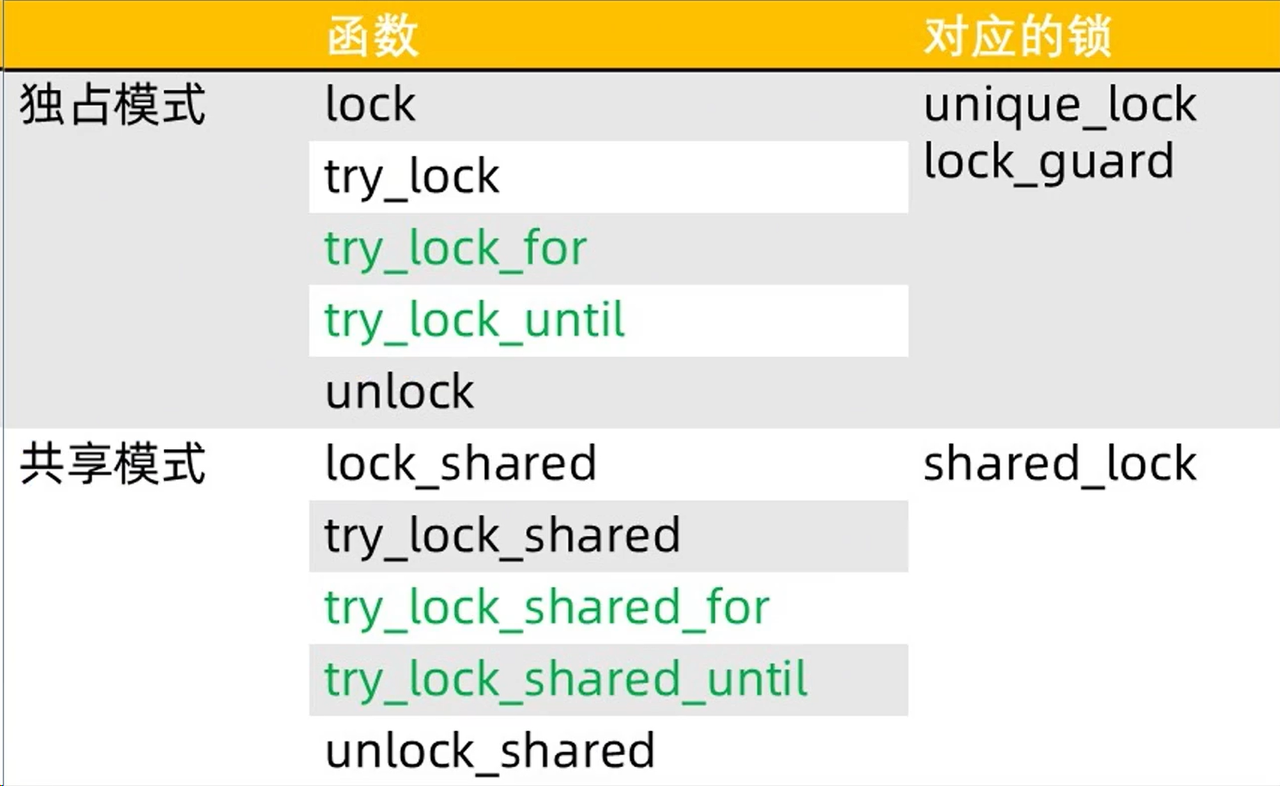 函数 对应的锁
独占模式 lock unique_lock
lock_guard
try_lock
try_lock_for
try_lock_until
unlock
共享模式 lock_shared shared_lock
try_lock_shared
try_lock_shared_for
try_lock_shared_until
unlock_shared